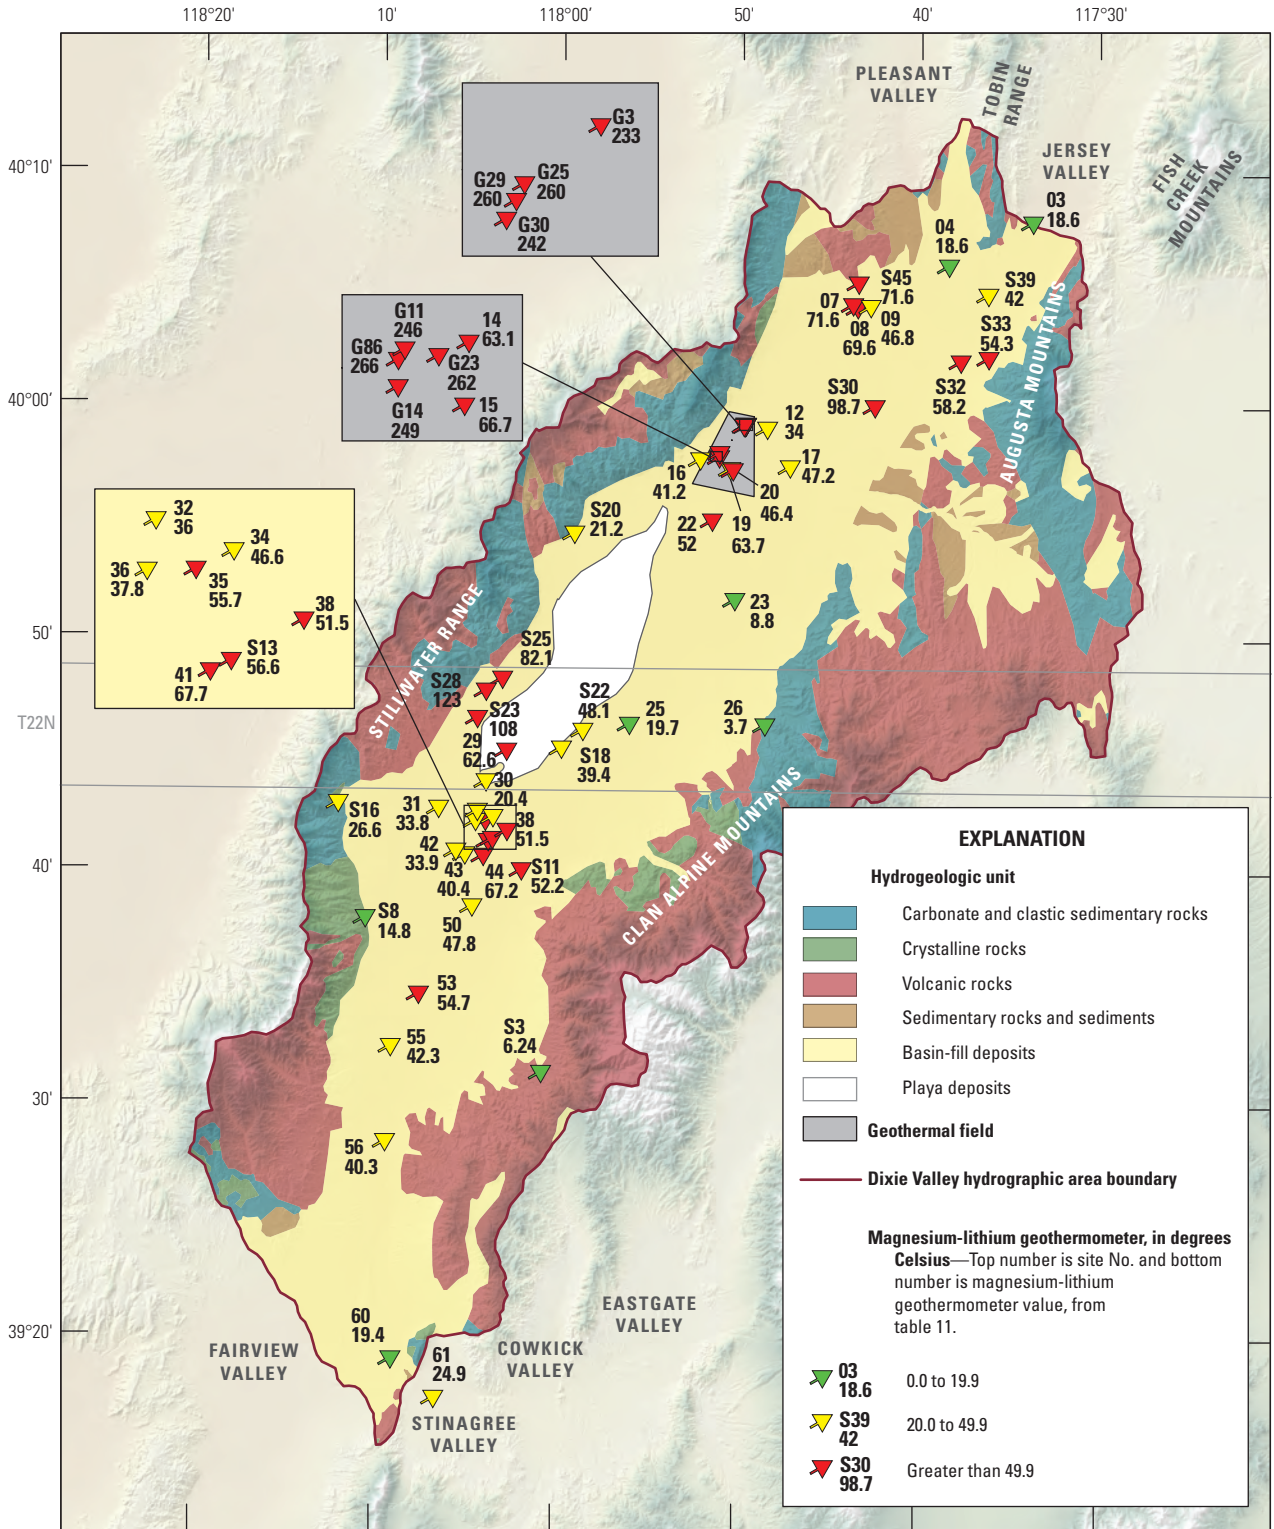 118°20'
10'
118°00'
50'
40'
117°30'
40°10'
40°00'
50'
T22N
40'
30'
39°20'
PLEASANT
VALLEY
TOBIN
RANGE
JERSEY
VALLEY
FISH
CREEK
MOUNTAINS
G3
233
G29
260
G25
260
G30
242
03
18.6
04
18.6
S39
42
S45
71.6
07
71.6
08
69.6
09
46.8
S33
54.3
S32
58.2
S30
98.7
AUGUSTA MOUNTAINS
G11
246
14
63.1
G86
266
G23
262
G14
249
15
66.7
12
34
17
47.2
16
41.2
20
46.4
19
63.7
22
52
S20
21.2
32
36
34
46.6
36
37.8
35
55.7
38
51.5
S13
56.6
41
67.7
23
8.8
STILLWATER RANGE
S25
82.1
S28
123
S23
108
S22
48.1
25
19.7
26
3.7
29
62.6
S18
39.4
30
20.4
S16
26.6
31
33.8
38
51.5
42
33.9
43
40.4
44
67.2
S11
52.2
CLAN ALPINE MOUNTAINS
S8
14.8
50
47.8
53
54.7
55
42.3
S3
6.24
56
40.3
60
19.4
61
24.9
FAIRVIEW
VALLEY
EASTGATE
VALLEY
COWKICK
VALLEY
STINAGREE
VALLEY
EXPLANATION
Hydrogeologic unit
Carbonate and clastic sedimentary rocks
Crystalline rocks
Volcanic rocks
Sedimentary rocks and sediments
Basin-fill deposits
Playa deposits
Geothermal field
Dixie Valley hydrographic area boundary
Magnesium-lithium geothermometer, in degrees
Celsius—Top number is site No. and bottom
number is magnesium-lithium
geothermometer value, from
table 11.
03
18.6
0.0 to 19.9
S39
42
20.0 to 49.9
S30
98.7
Greater than 49.9